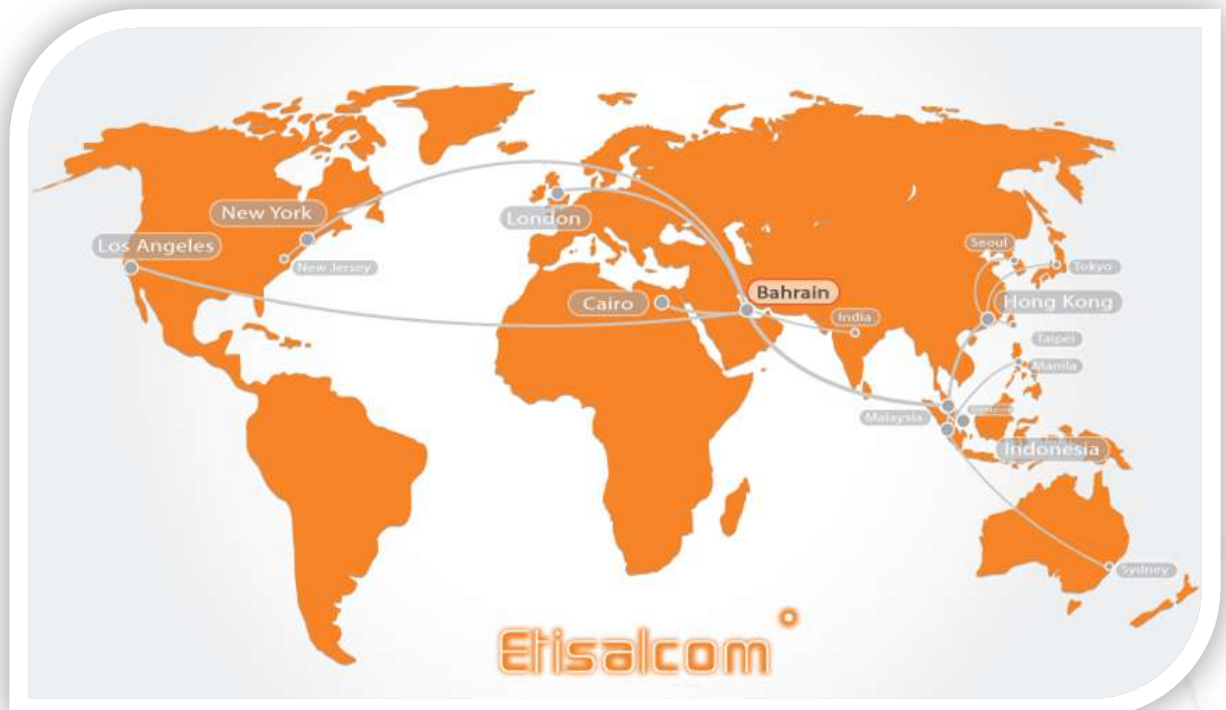 New York
Los Angeles
New Jersey
London
Cairo
Bahrain
India
Seoul
Tokyo
Hong Kong
Taipei
Manila
Malaysia
Indonesia
Sydney
Etisalcom